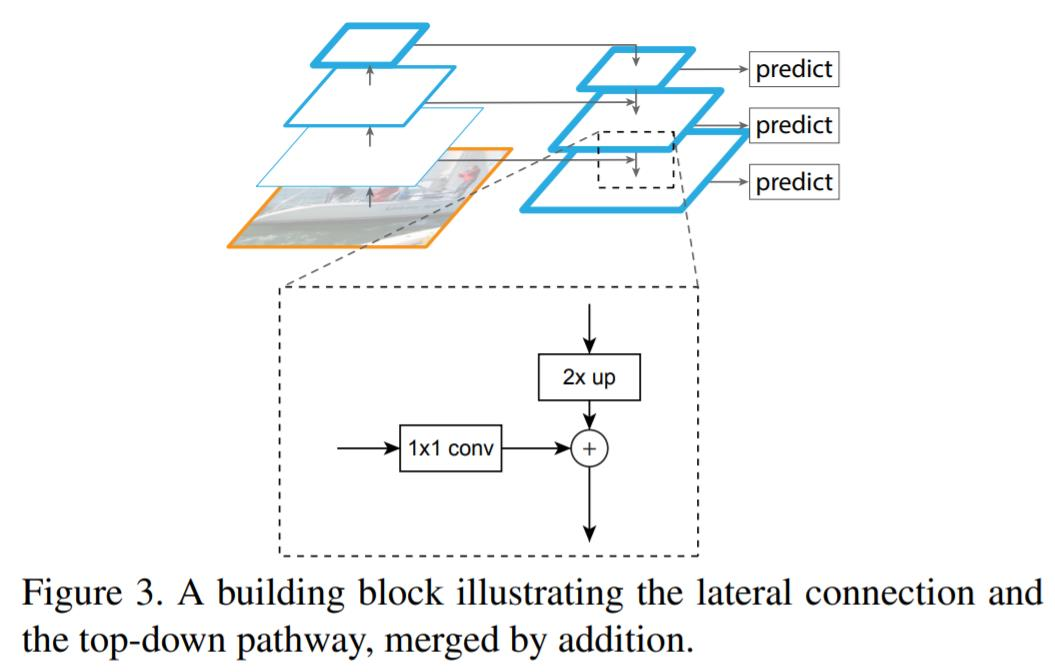 predict
predict
predict
2x up
1x1 conv
+
Figure 3. A building block illustrating the lateral connection and
the top-down pathway, merged by addition.